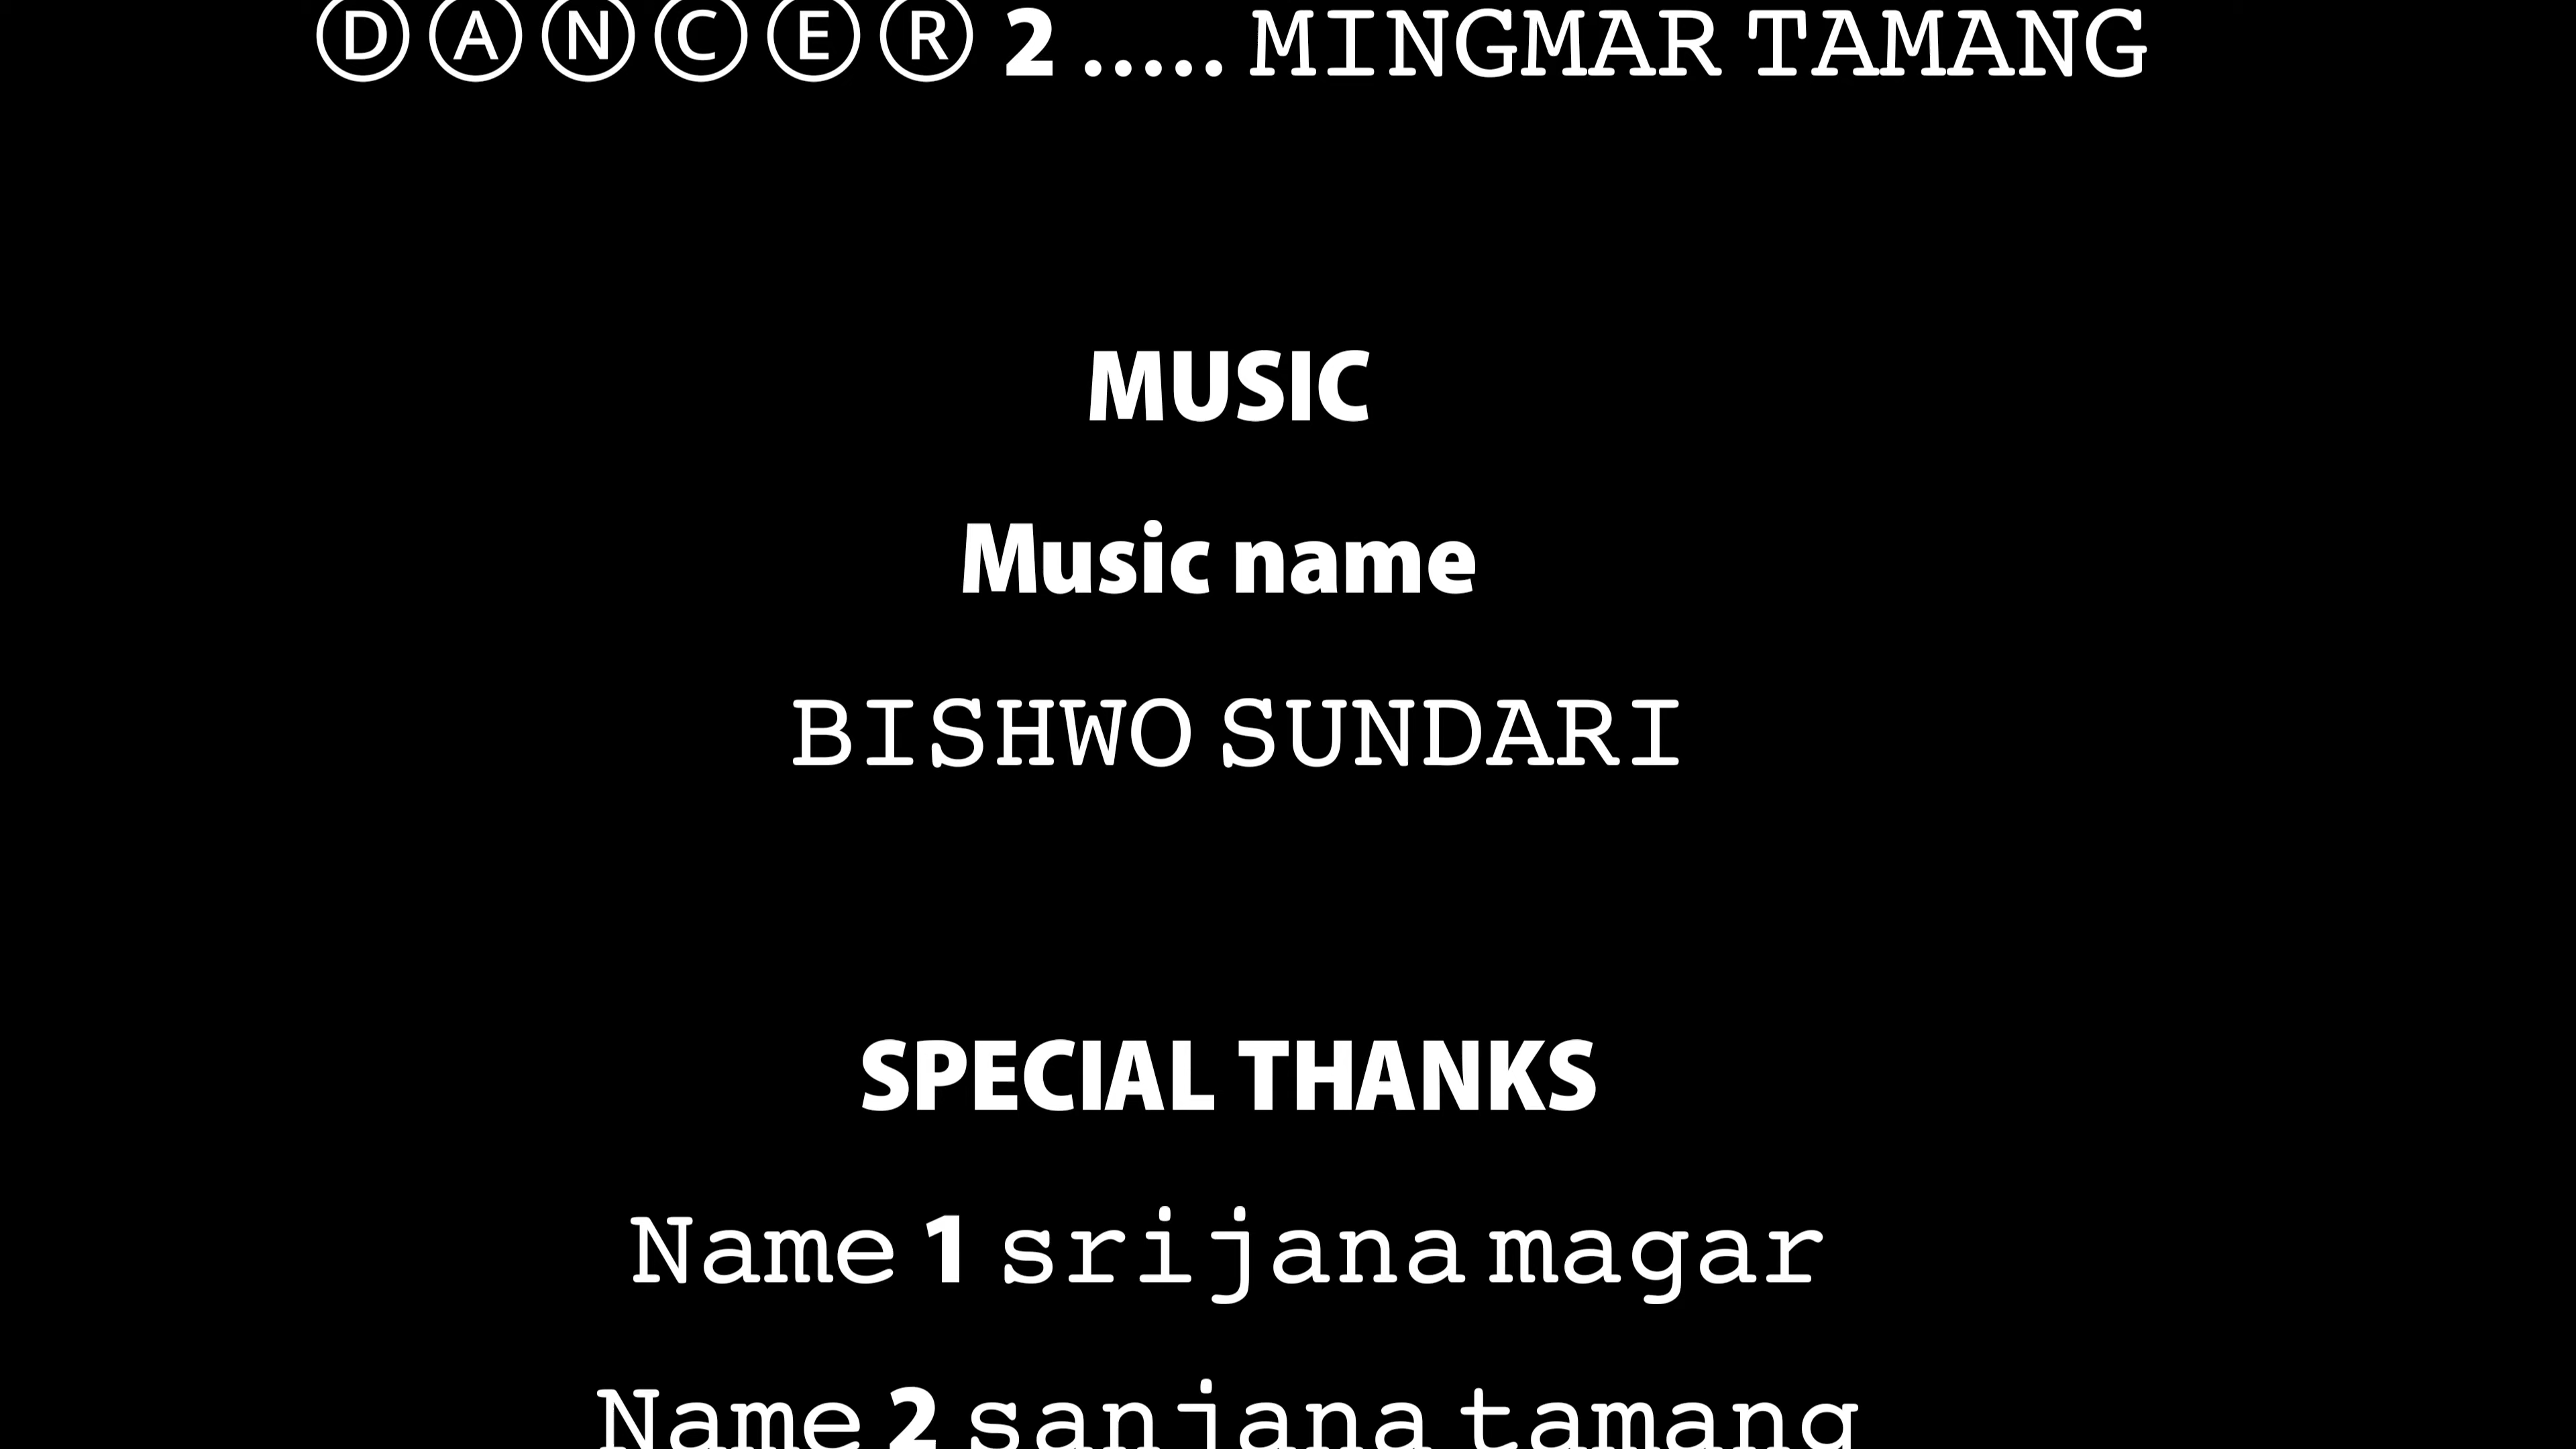 ⒹⒶⓃⒸⒺⓇ 2 ..... MINGMAR TAMANG
MUSIC
Music name
BISHWO SUNDARI
SPECIAL THANKS
Name 1 srijana magar
Name 2 sanjana tamang